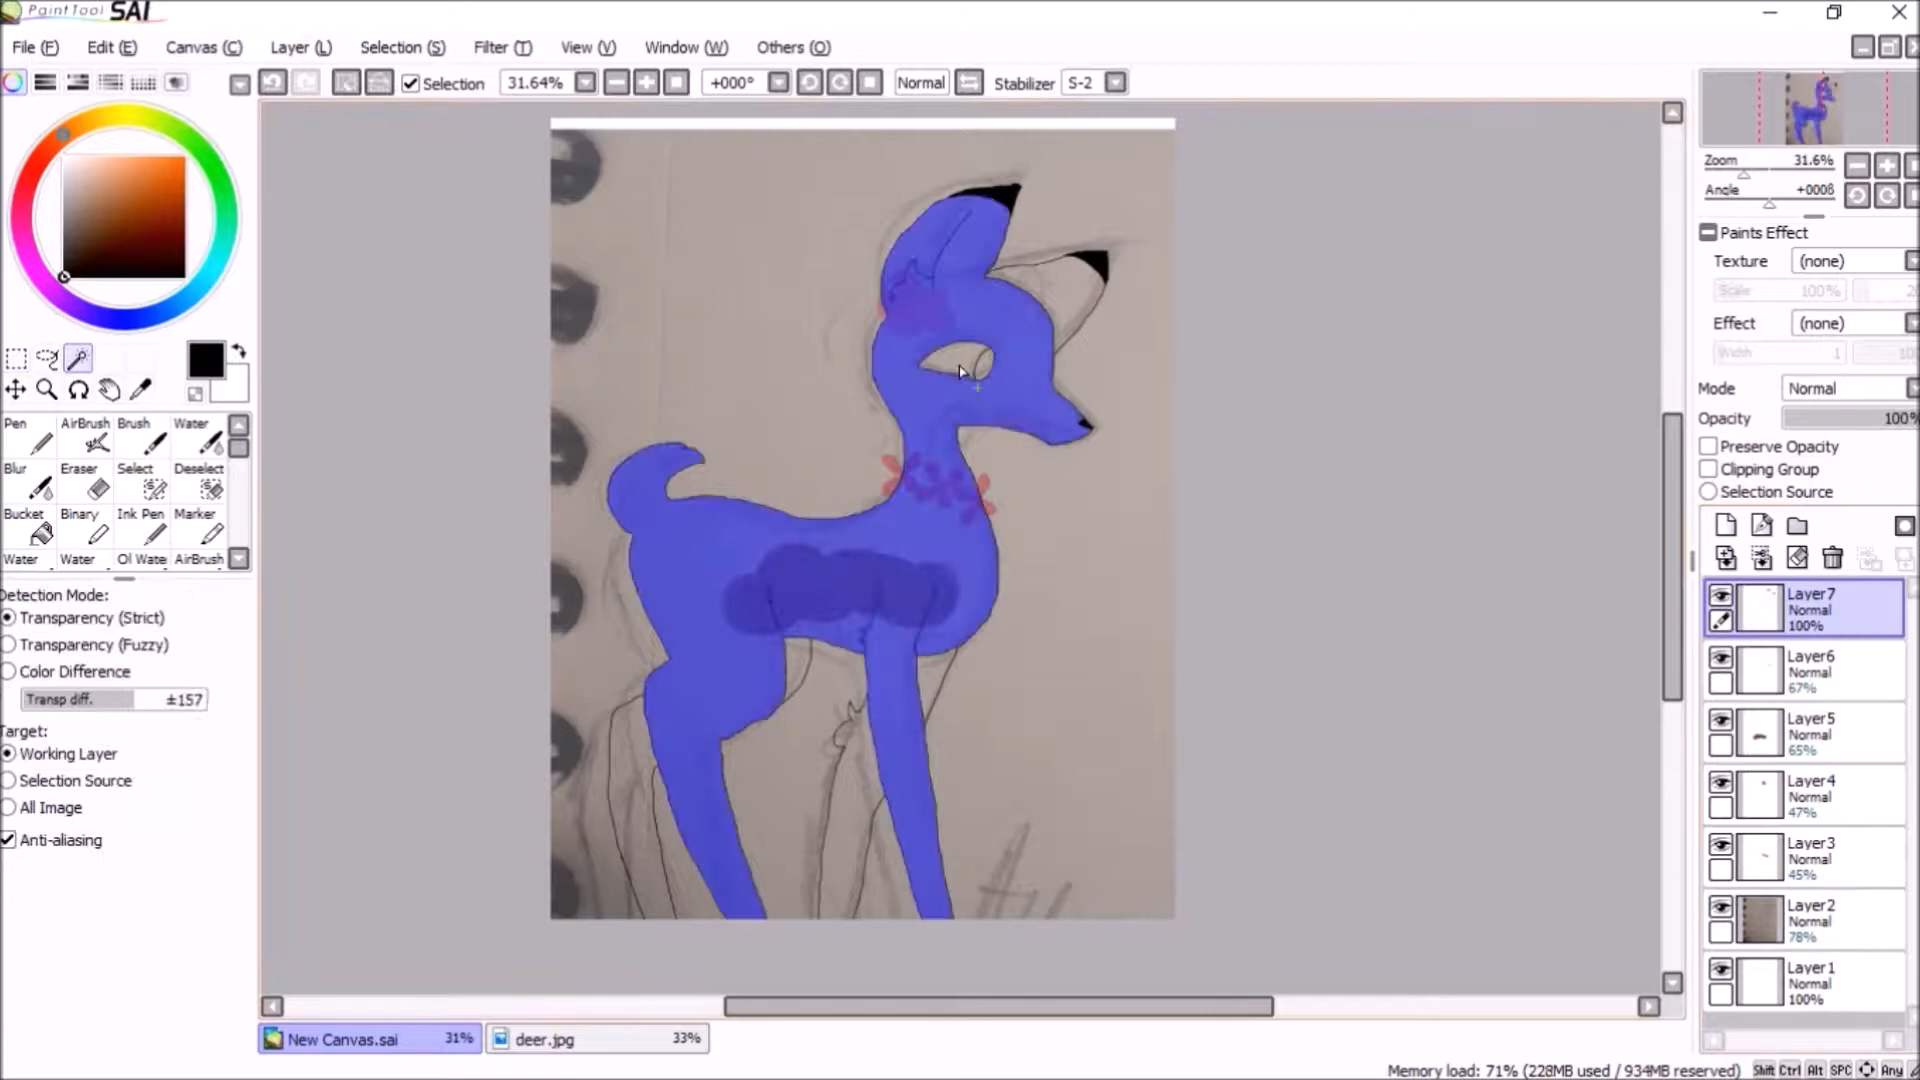 PaintTool SAI
File (F) Edit (E) Canvas (C) Layer (L) Selection (S) Filter (T) View (V) Window (W) Others (O)
Selection 31.64% +000° Normal Stabilizer S-2
Zoom 31.6%
Angle +000
Paints Effect
Texture (none)
Scale 100%
Effect (none)
Width 1 100
Mode Normal
Opacity 100%
Preserve Opacity
Clipping Group
Selection Source
Pen AirBrush Brush Water
Blur Eraser Select Deselect
Bucket Binary Ink Pen Marker
Water Water Oil Wate AirBrush
Detection Mode:
Transparency (Strict)
Transparency (Fuzzy)
Color Difference
Transp diff. ±157
Target:
Working Layer
Selection Source
All Image
Anti-aliasing
Layer7
Normal
100%
Layer6
Normal
67%
Layer5
Normal
65%
Layer4
Normal
47%
Layer3
Normal
45%
Layer2
Normal
78%
Layer1
Normal
100%
New Canvas.sai 31% deer.jpg 33%
Memory load: 71% (228MB used / 934MB reserved) Shift Ctrl Alt SPC Any